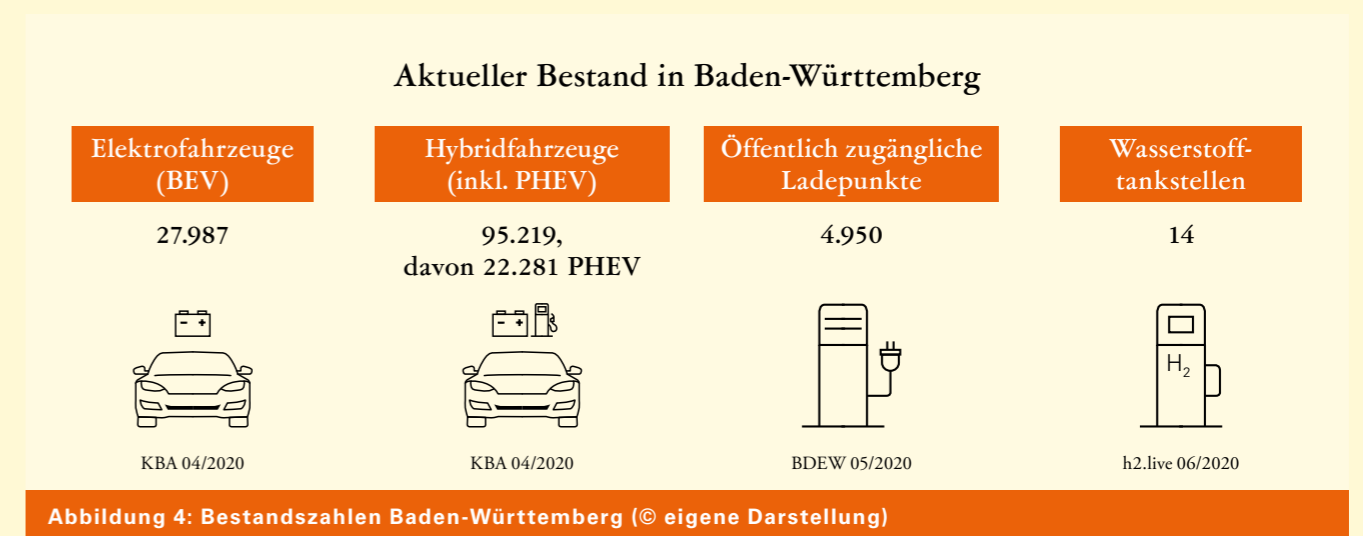 Aktueller Bestand in Baden-Württemberg
Elektrofahrzeuge
(BEV)
27.987
KBA 04/2020
Hybridfahrzeuge
(inkl. PHEV)
95.219,
davon 22.281 PHEV
KBA 04/2020
Öffentlich zugängliche
Ladepunkte
4.950
BDEW 05/2020
Wasserstoff-
tankstellen
14
H₂
h2.live 06/2020
Abbildung 4: Bestandszahlen Baden-Württemberg (© eigene Darstellung)